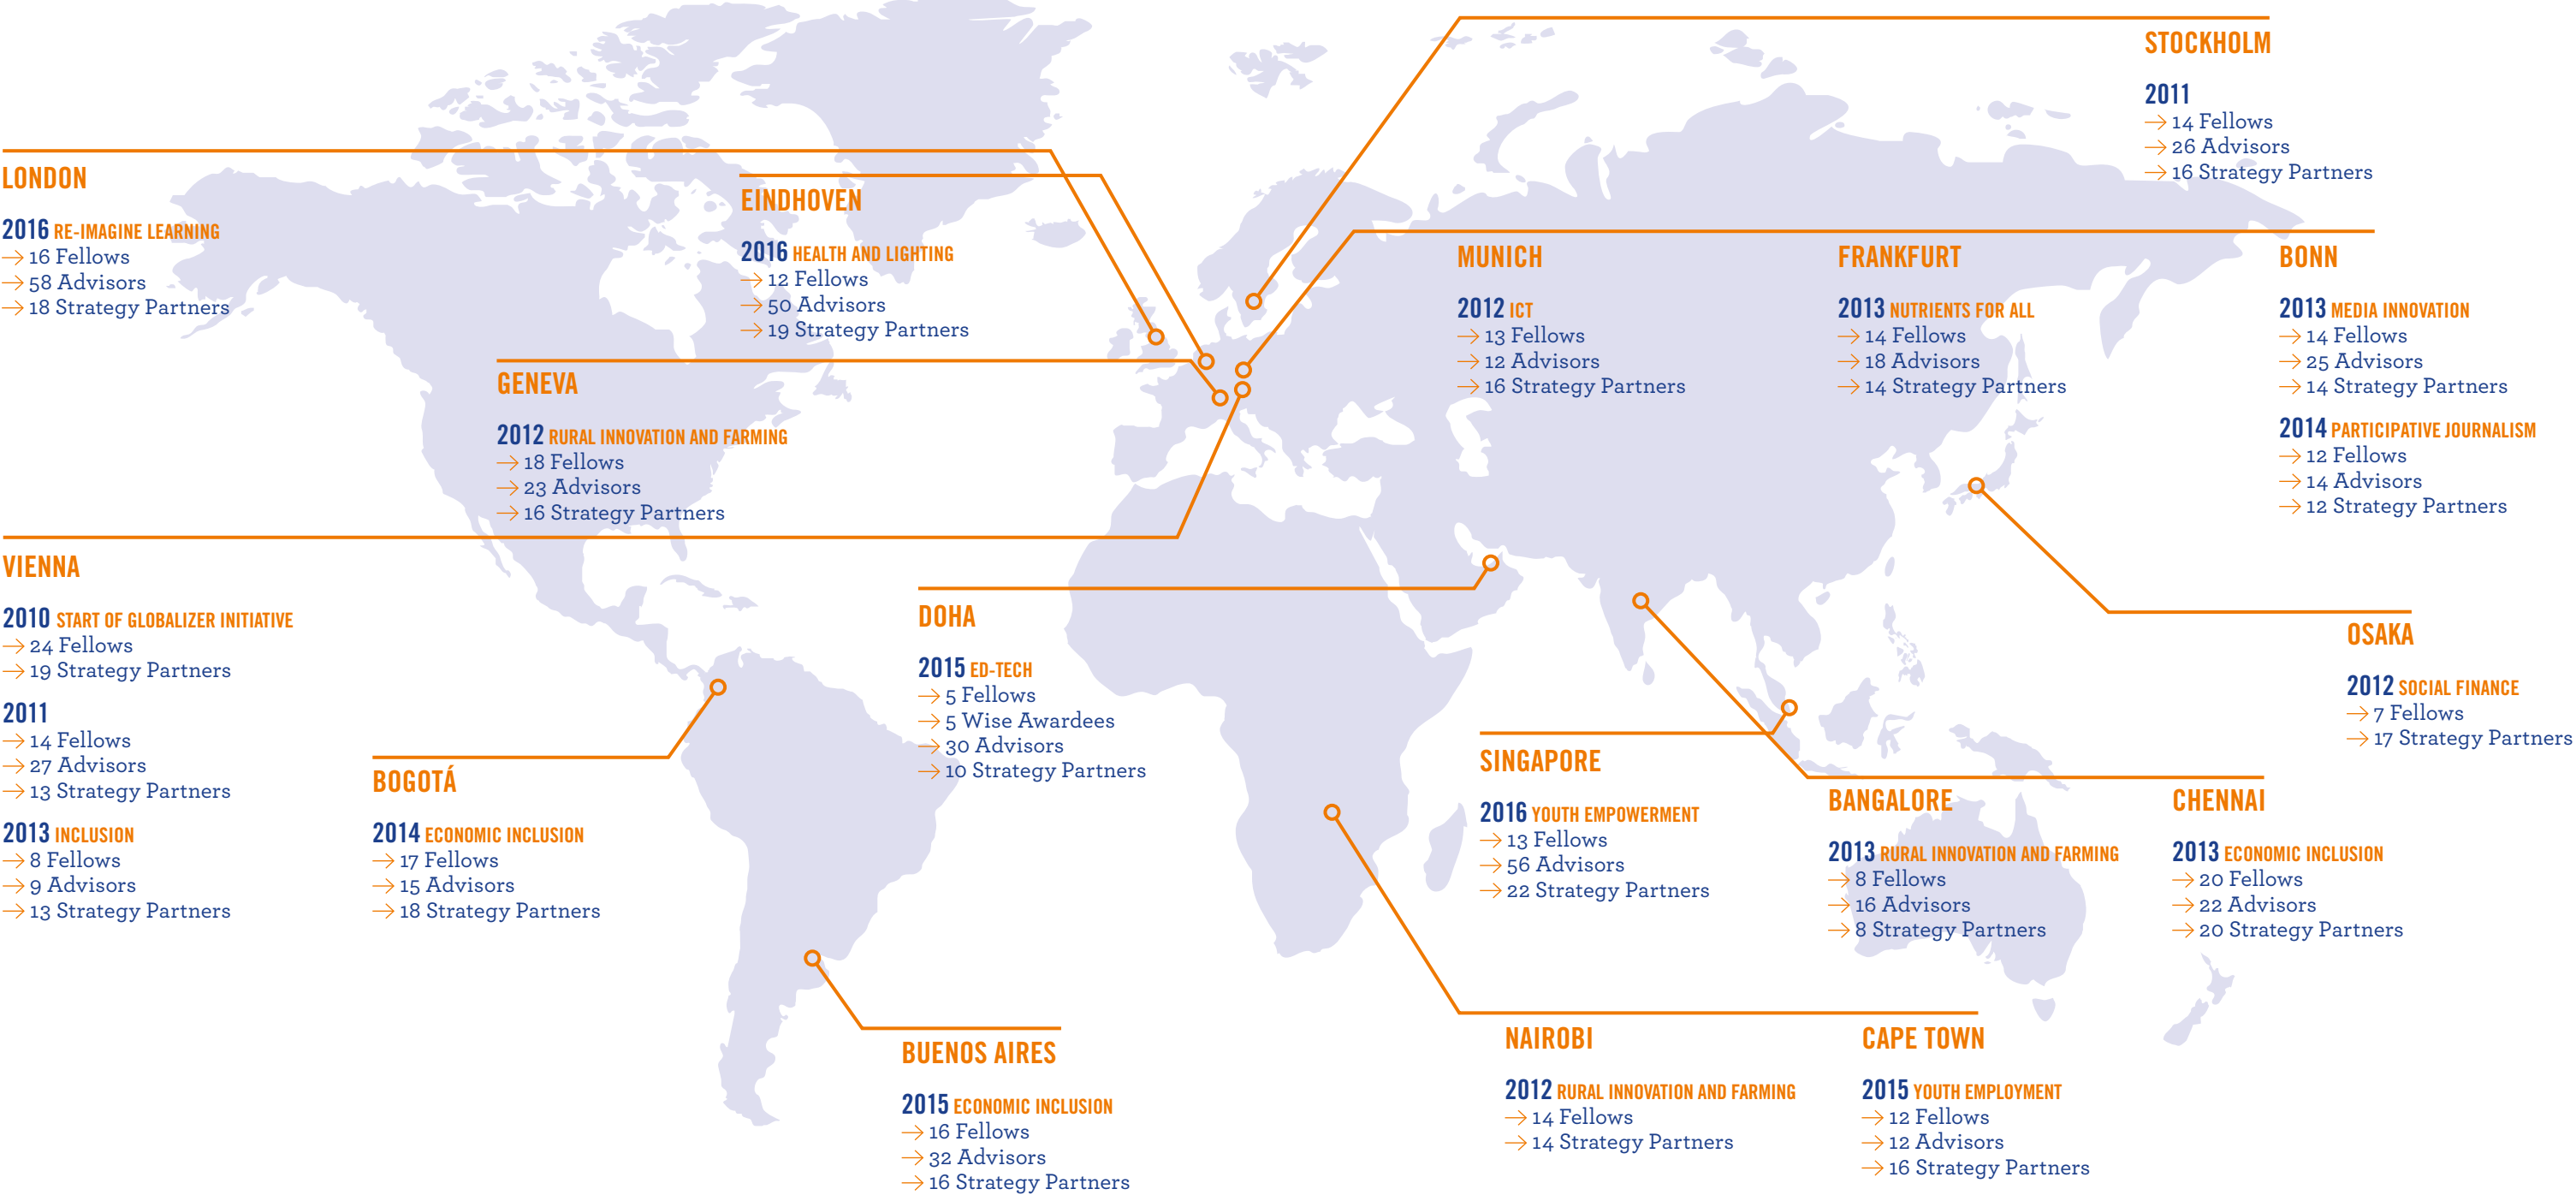 STOCKHOLM
2011
→ 14 Fellows
→ 26 Advisors
→ 16 Strategy Partners
LONDON
2016 RE-IMAGINE LEARNING
→ 16 Fellows
→ 58 Advisors
→ 18 Strategy Partners
EINDHOVEN
2016 HEALTH AND LIGHTING
→ 12 Fellows
→ 50 Advisors
→ 19 Strategy Partners
MUNICH
2012 ICT
→ 13 Fellows
→ 12 Advisors
→ 16 Strategy Partners
FRANKFURT
2013 NUTRIENTS FOR ALL
→ 14 Fellows
→ 18 Advisors
→ 14 Strategy Partners
BONN
2013 MEDIA INNOVATION
→ 14 Fellows
→ 25 Advisors
→ 14 Strategy Partners
2014 PARTICIPATIVE JOURNALISM
→ 12 Fellows
→ 14 Advisors
→ 12 Strategy Partners
GENEVA
2012 RURAL INNOVATION AND FARMING
→ 18 Fellows
→ 23 Advisors
→ 16 Strategy Partners
VIENNA
2010 START OF GLOBALIZER INITIATIVE
→ 24 Fellows
→ 19 Strategy Partners
2011
→ 14 Fellows
→ 27 Advisors
→ 13 Strategy Partners
2013 INCLUSION
→ 8 Fellows
→ 9 Advisors
→ 13 Strategy Partners
BOGOTÁ
2014 ECONOMIC INCLUSION
→ 17 Fellows
→ 15 Advisors
→ 18 Strategy Partners
DOHA
2015 ED-TECH
→ 5 Fellows
→ 5 Wise Awardees
→ 30 Advisors
→ 10 Strategy Partners
OSAKA
2012 SOCIAL FINANCE
→ 7 Fellows
→ 17 Strategy Partners
SINGAPORE
2016 YOUTH EMPOWERMENT
→ 13 Fellows
→ 56 Advisors
→ 22 Strategy Partners
BANGALORE
2013 RURAL INNOVATION AND FARMING
→ 8 Fellows
→ 16 Advisors
→ 8 Strategy Partners
CHENNAI
2013 ECONOMIC INCLUSION
→ 20 Fellows
→ 22 Advisors
→ 20 Strategy Partners
BUENOS AIRES
2015 ECONOMIC INCLUSION
→ 16 Fellows
→ 32 Advisors
→ 16 Strategy Partners
NAIROBI
2012 RURAL INNOVATION AND FARMING
→ 14 Fellows
→ 14 Strategy Partners
CAPE TOWN
2015 YOUTH EMPLOYMENT
→ 12 Fellows
→ 12 Advisors
→ 16 Strategy Partners